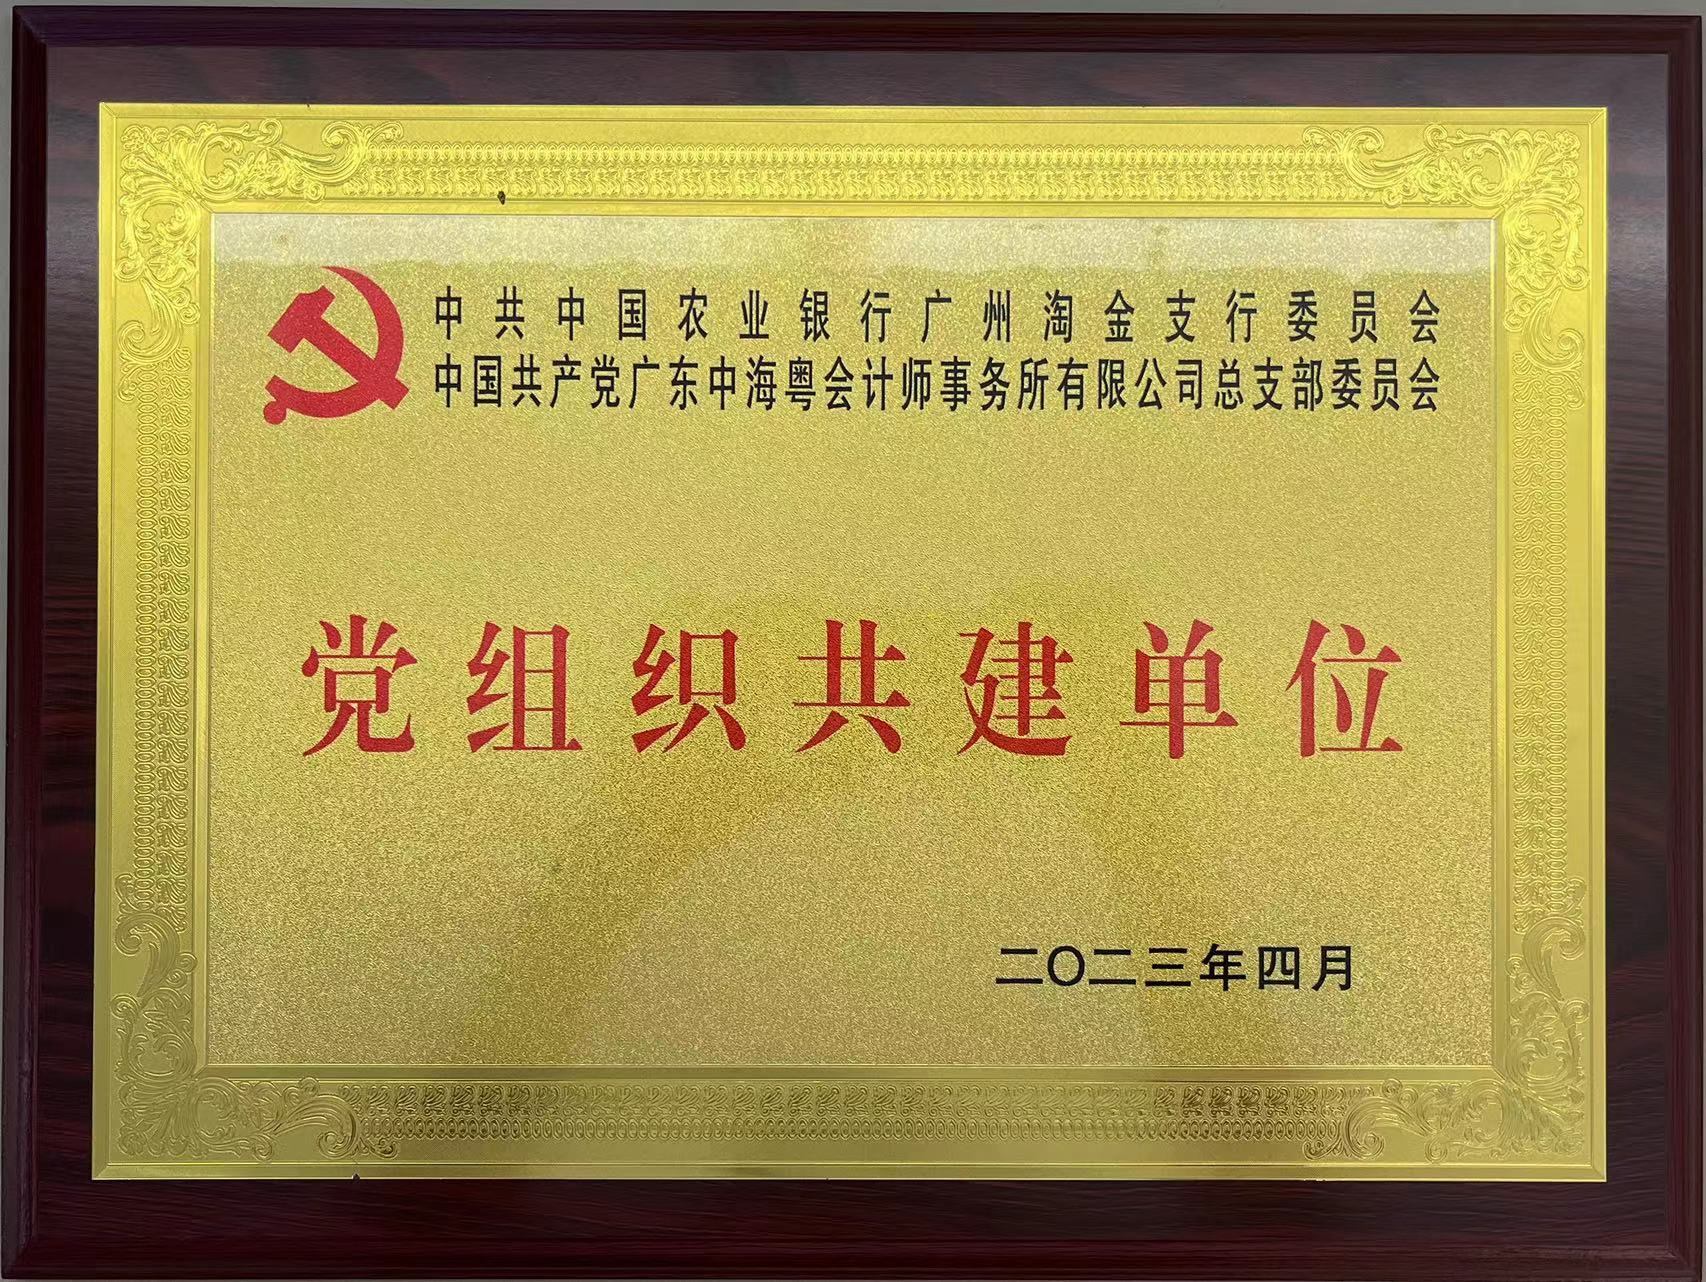 中共中国农业银行广州淘金支行委员会
中国共产党广东中海粤会计师事务所有限公司总支部委员会
党组织共建单位
二〇二三年四月